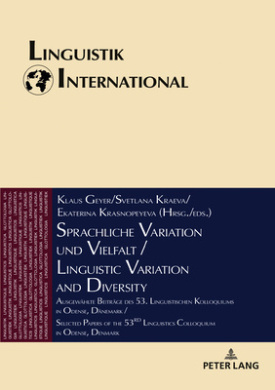 LINGUISTIK
INTERNATIONAL
KLAUS GEYER/SVETLANA KRAEVA/
EKATERINA KRASNOPEYEVA (HRSG./EDS.)
SPRACHLICHE VARIATION
UND VIELFALT /
LINGUISTIC VARIATION
AND DIVERSITY
AUSGEWÄHLTE BEITRÄGE DES 53. LINGUISTISCHEN KOLLOQUIUMS
IN ODENSE, DÄNEMARK /
SELECTED PAPERS OF THE 53RD LINGUISTICS COLLOQUIUM
IN ODENSE, DENMARK
PETER LANG